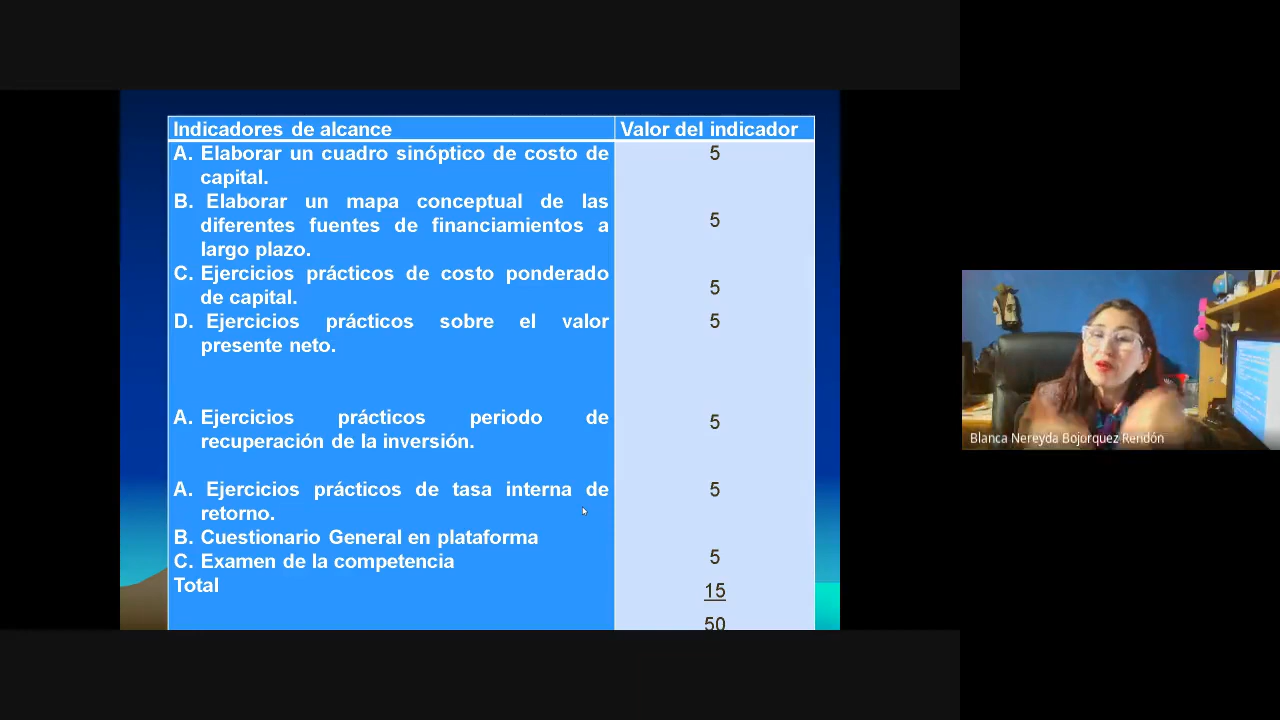 Indicadores de alcance
Valor del indicador
A. Elaborar un cuadro sinóptico de costo de
capital.
5
B. Elaborar un mapa conceptual de las
diferentes fuentes de financiamientos a
largo plazo.
5
C. Ejercicios prácticos de costo ponderado
de capital.
5
D. Ejercicios prácticos sobre el valor
presente neto.
5
A. Ejercicios prácticos periodo de
recuperación de la inversión.
5
A. Ejercicios prácticos de tasa interna de
retorno.
5
B. Cuestionario General en plataforma
5
C. Examen de la competencia
15
Total
50
Blanca Nereyda Bojorquez Rendón